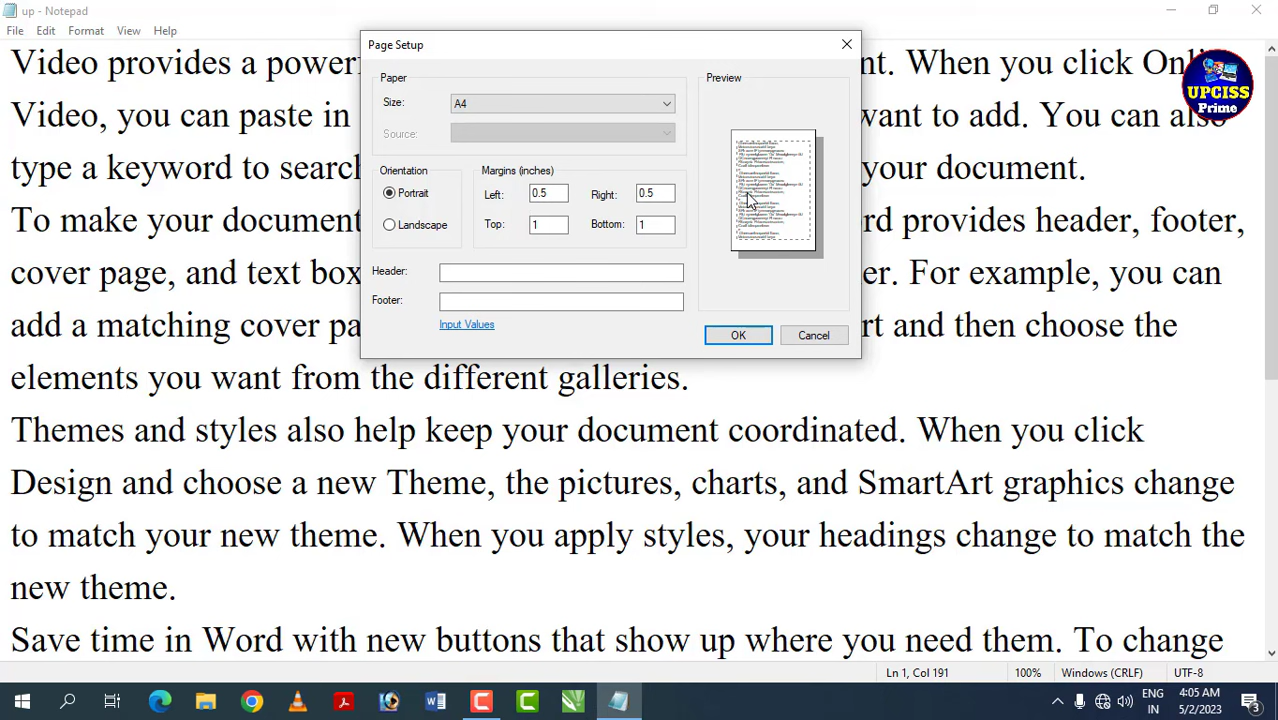 up - Notepad
File Edit Format View Help
Page Setup
Paper
Size: A4
Source:
Orientation
Portrait
Landscape
Margins (inches)
Left: 0.5 Right: 0.5
Top: 1 Bottom: 1
Header:
Footer:
Input Values
Preview
OK Cancel
UPCISS
Prime
Video provides a powerf nt. When you click Onli
Video, you can paste in want to add. You can also
type a keyword to search your document.
To make your document rd provides header, footer,
cover page, and text box er. For example, you can
add a matching cover pa rt and then choose the
elements you want from the different galleries.
Themes and styles also help keep your document coordinated. When you click
Design and choose a new Theme, the pictures, charts, and SmartArt graphics change
to match your new theme. When you apply styles, your headings change to match the
new theme.
Save time in Word with new buttons that show up where you need them. To change
Ln 1, Col 191 100% Windows (CRLF) UTF-8
ENG
IN
4:05 AM
5/2/2023
3